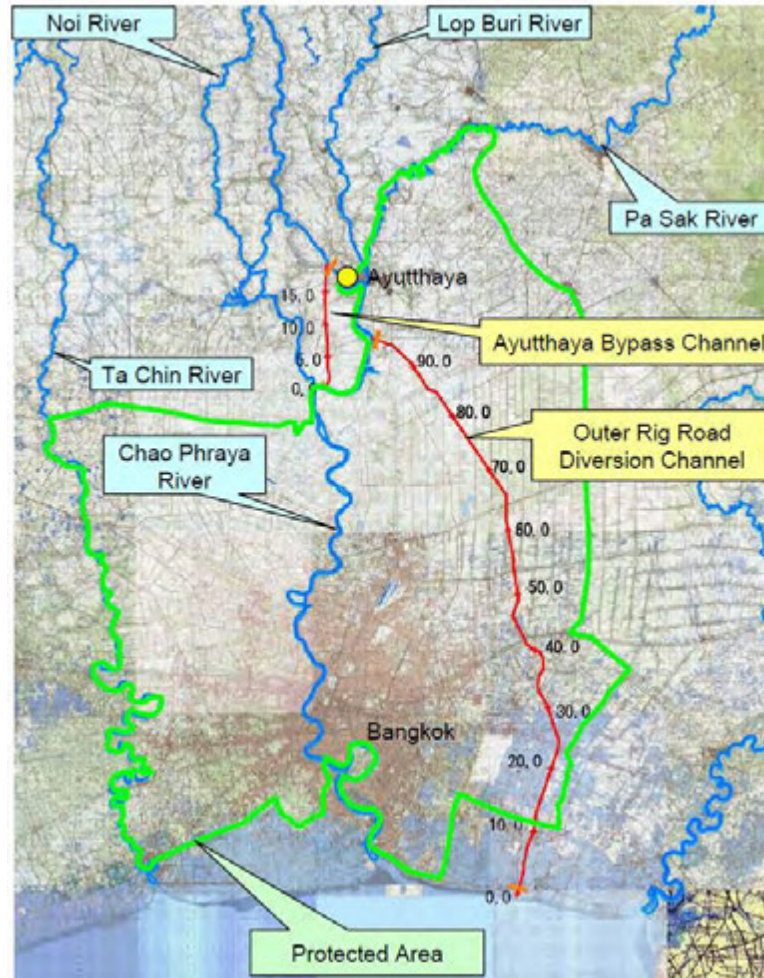 Noi River
Lop Buri River
Pa Sak River
Ayutthaya
15.0
10.0
5.0
0.0
Ayutthaya Bypass Channel
90.0
Ta Chin River
80.0
Outer Rig Road
Diversion Channel
Chao Phraya
River
70.0
60.0
50.0
40.0
30.0
Bangkok
20.0
10.0
0.0
Protected Area